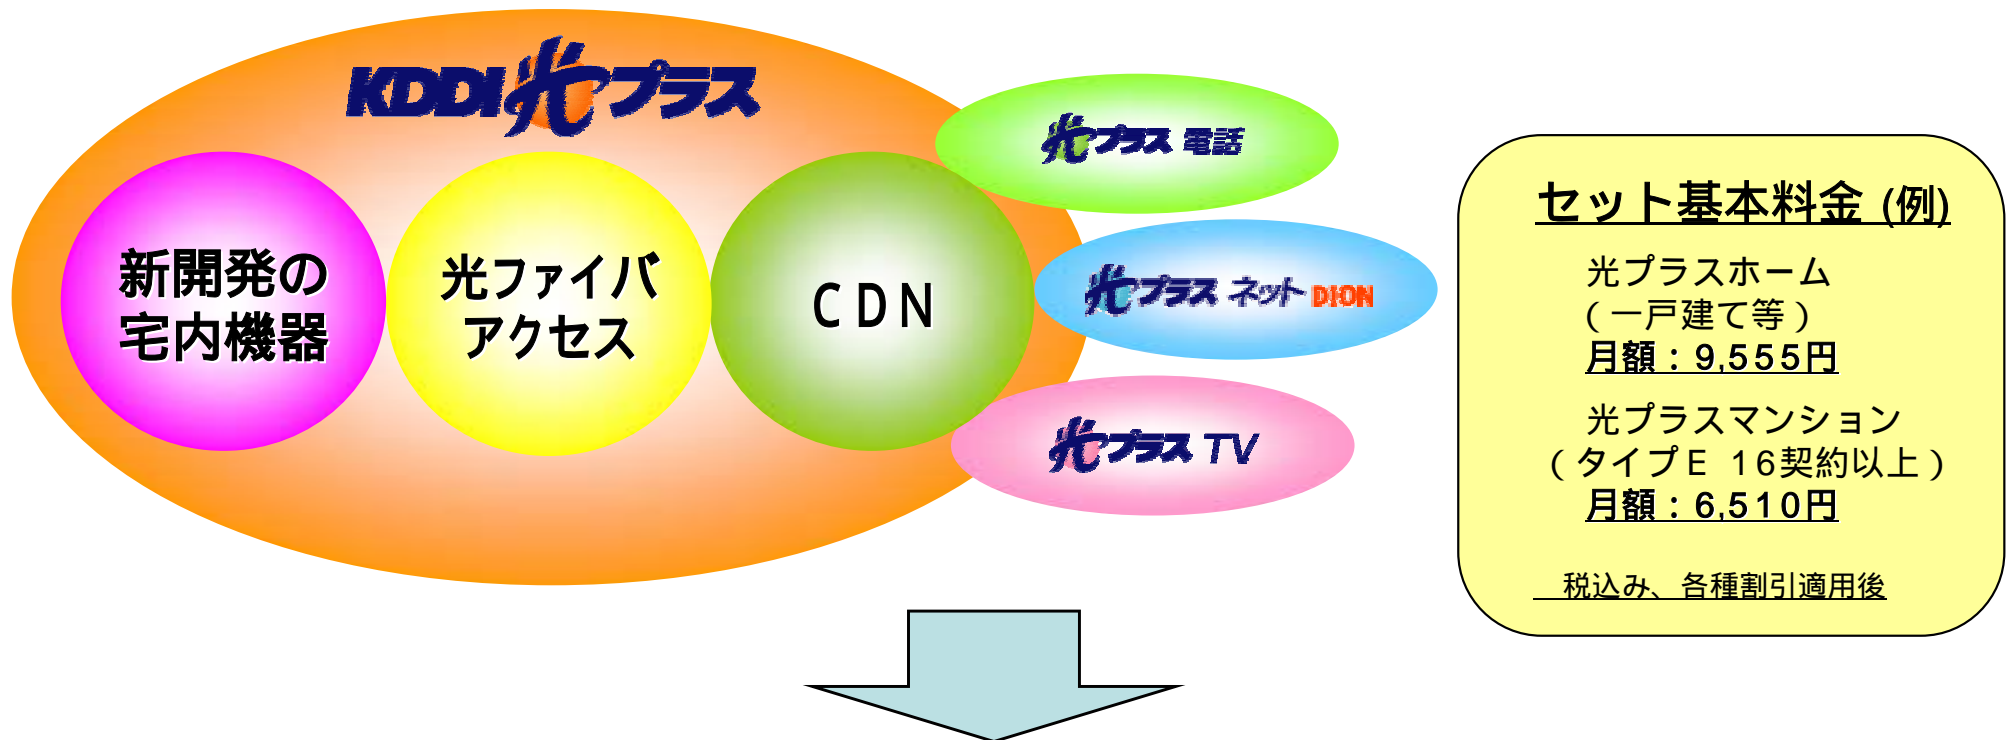 KDDI光プラス
新開発の
宅内機器
光ファイバ
アクセス
ＣＤＮ
光プラス 電話
光プラス ネット DION
光プラス TV
セット基本料金 (例)
光プラスホーム
（一戸建て等）
月額：9,555円
光プラスマンション
（タイプＥ 16契約以上）
月額：6,510円
税込み、各種割引適用後